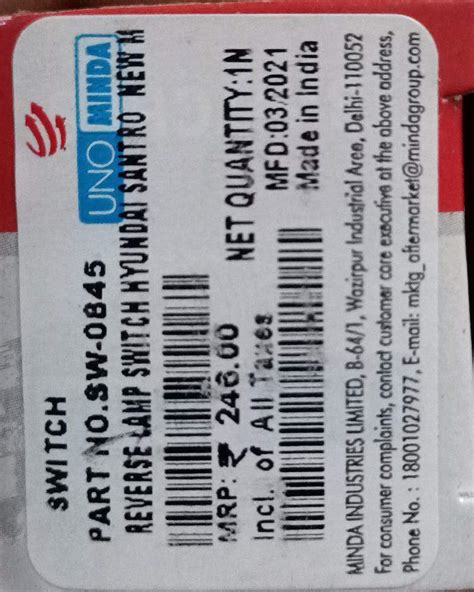 UNO MINDA
SWITCH
PART NO.SW-0845
REVERSE LAMP SWITCH HYUNDAI SANTRO NEW M
MRP: ₹ 246.00 NET QUANTITY:1N
Incl. of All Taxes MFD:03/2021
Made in India
MINDA INDUSTRIES LIMITED, B-64/1, Wazirpur Industrial Area, Delhi-110052
For consumer complaints, contact customer care executive at the above address,
Phone No. : 18001027977, E-mail: mktg_aftermarket@mindagroup.com